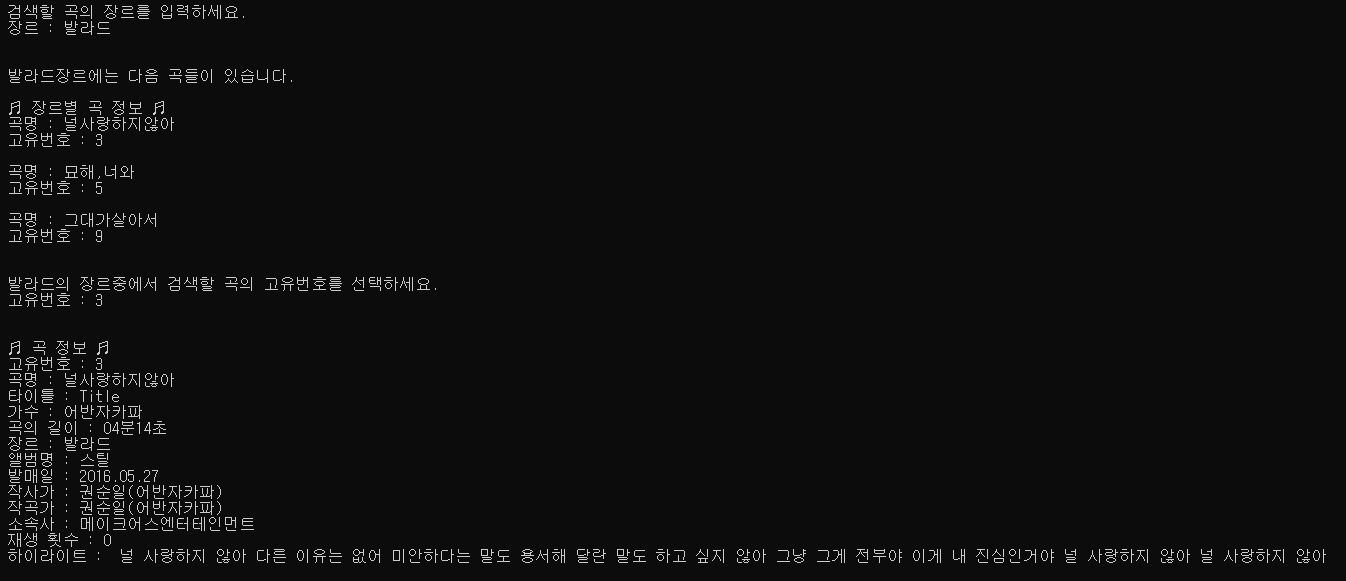 검색할 곡의 장르를 입력하세요.
장르 : 발라드
발라드장르에는 다음 곡들이 있습니다.
♬ 장르별 곡 정보 ♬
곡명 : 널사랑하지않아
고유번호 : 3
곡명 : 묘해,너와
고유번호 : 5
곡명 : 그대가살아서
고유번호 : 9
발라드의 장르중에서 검색할 곡의 고유번호를 선택하세요.
고유번호 : 3
♬ 곡 정보 ♬
고유번호 : 3
곡명 : 널사랑하지않아
타이틀 : Title
가수 : 어반자카파
곡의 길이 : 04분14초
장르 : 발라드
앨범명 : 스틸
발매일 : 2016.05.27
작사가 : 권순일(어반자카파)
작곡가 : 권순일(어반자카파)
소속사 : 메이크어스엔터테인먼트
재생 횟수 : 0
하이라이트 :  널 사랑하지 않아 다른 이유는 없어 미안하다는 말도 용서해 달란 말도 하고 싶지 않아 그냥 그게 전부야 이게 내 진심인거야 널 사랑하지 않아 널 사랑하지 않아